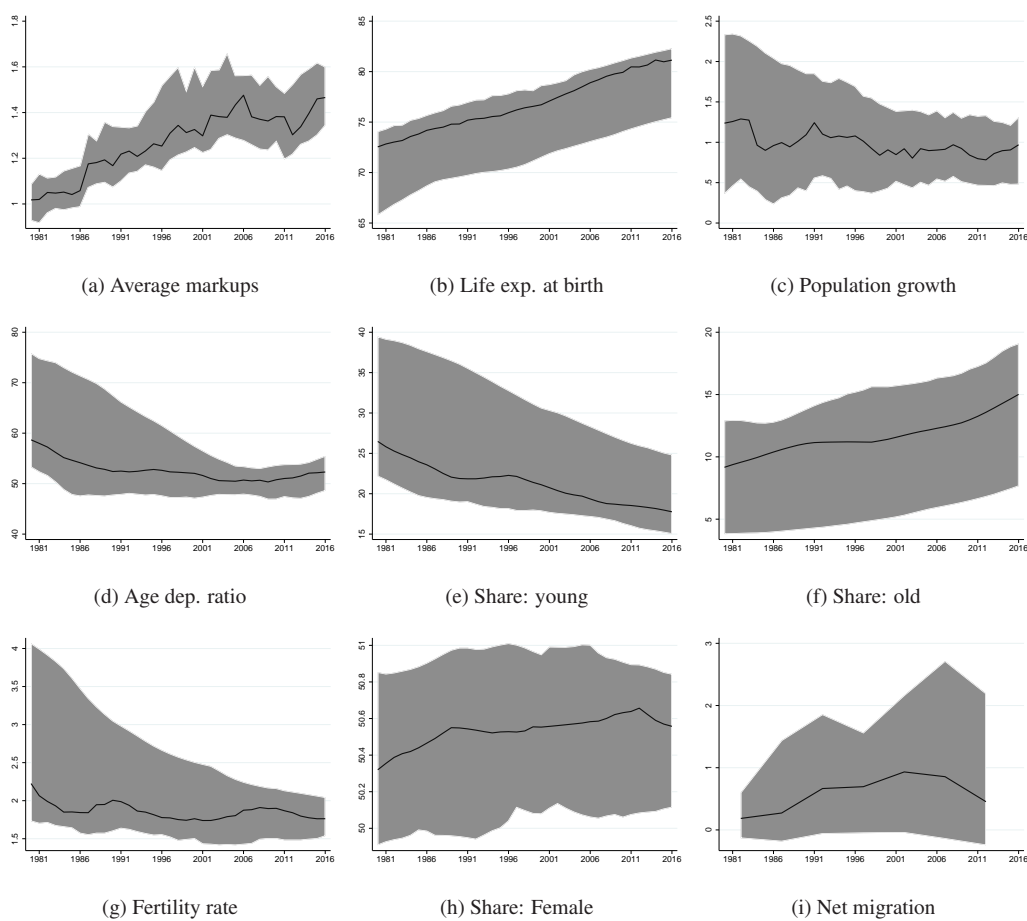 1.8
1.6
1.4
1.2
1
1981 1986 1991 1996 2001 2006 2011 2016
(a) Average markups
85
80
75
70
65
1981 1986 1991 1996 2001 2006 2011 2016
(b) Life exp. at birth
2.5
2
1.5
1
.5
0
1981 1986 1991 1996 2001 2006 2011 2016
(c) Population growth
80
70
60
50
40
1981 1986 1991 1996 2001 2006 2011 2016
(d) Age dep. ratio
40
35
30
25
20
15
1981 1986 1991 1996 2001 2006 2011 2016
(e) Share: young
20
15
10
5
1981 1986 1991 1996 2001 2006 2011 2016
(f) Share: old
4
3.5
3
2.5
2
1.5
1981 1986 1991 1996 2001 2006 2011 2016
(g) Fertility rate
51
50.8
50.6
50.4
50.2
50
1981 1986 1991 1996 2001 2006 2011 2016
(h) Share: Female
3
2
1
0
1981 1986 1991 1996 2001 2006 2011 2016
(i) Net migration